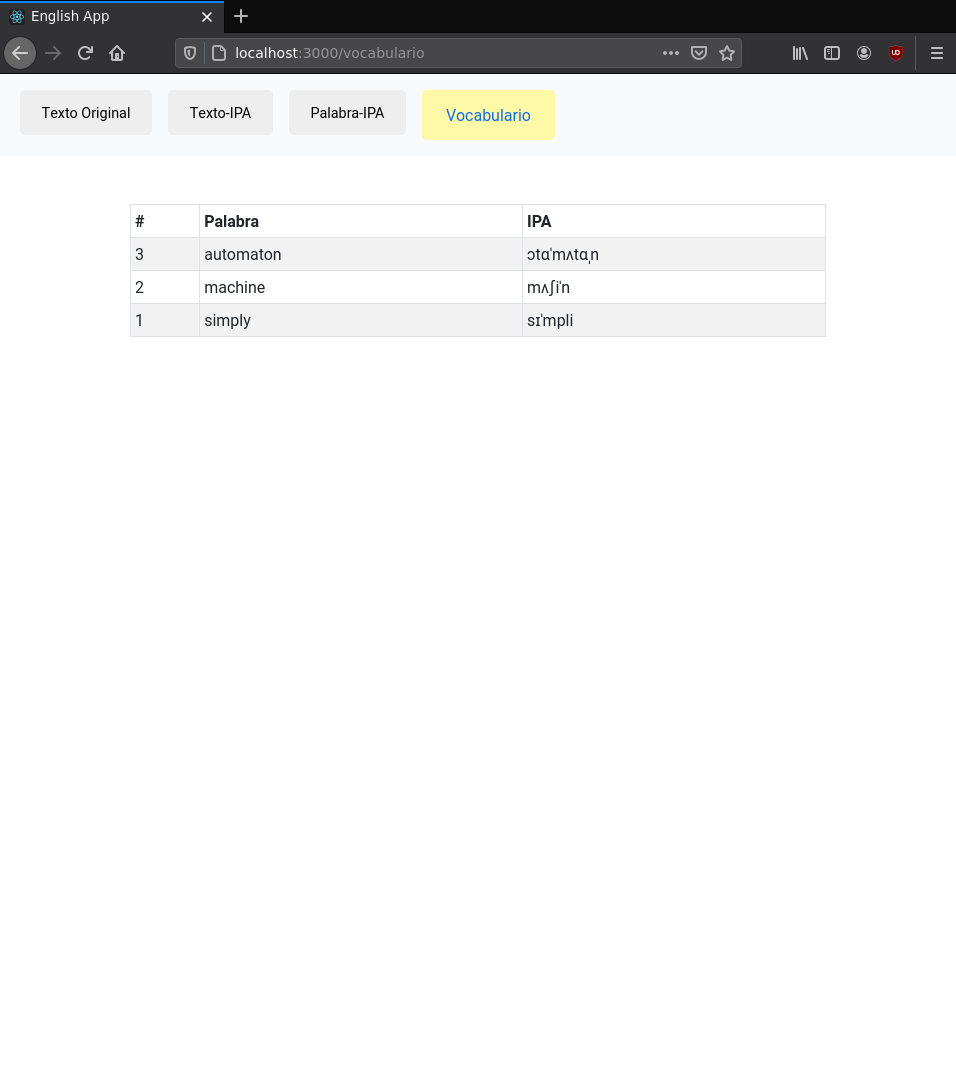 English App
localhost:3000/vocabulario
Texto Original Texto-IPA Palabra-IPA Vocabulario
# Palabra IPA
3 automaton ɔtɑˈmʌtɑˌn
2 machine mʌʃiˈn
1 simply sɪˈmpli